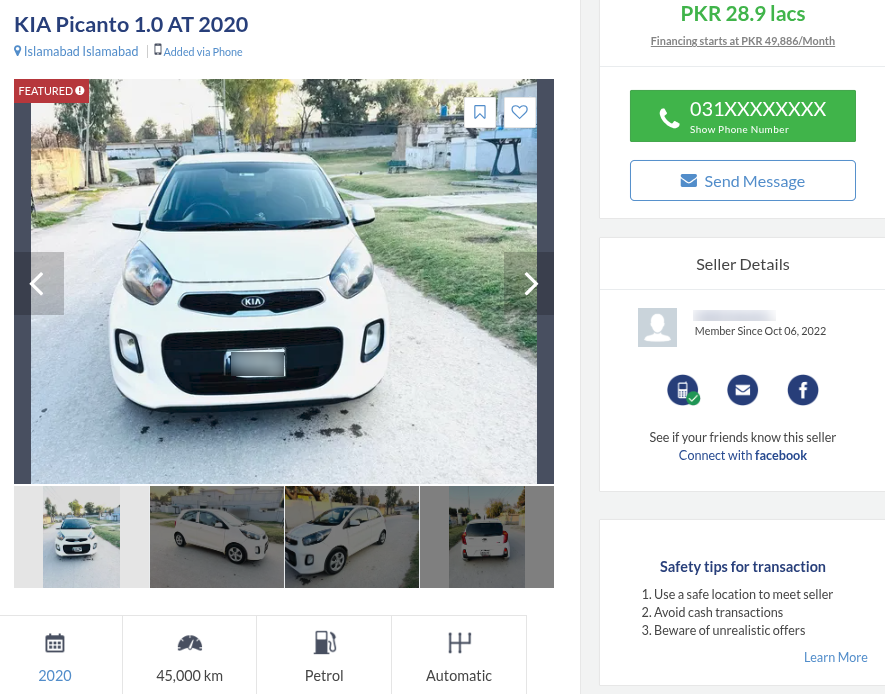 KIA Picanto 1.0 AT 2020
Islamabad Islamabad
Added via Phone
FEATURED
KIA
2020
45,000 km
Petrol
Automatic
PKR 28.9 lacs
Financing starts at PKR 49,886/Month
031XXXXXXXX
Show Phone Number
Send Message
Seller Details
Member Since Oct 06, 2022
See if your friends know this seller
Connect with facebook
Safety tips for transaction
1. Use a safe location to meet seller
2. Avoid cash transactions
3. Beware of unrealistic offers
Learn More